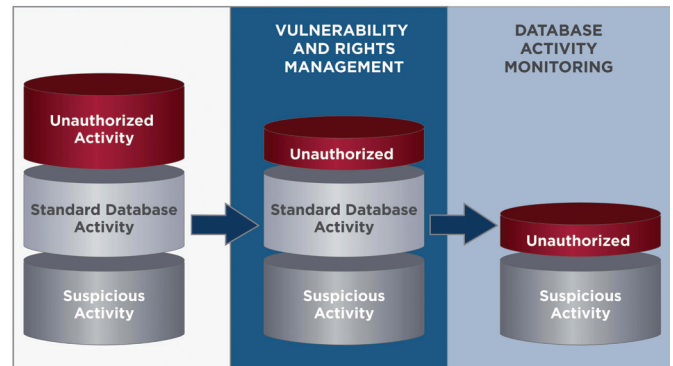 VULNERABILITY
AND RIGHTS
MANAGEMENT
DATABASE
ACTIVITY
MONITORING
Unauthorized
Activity
Standard Database
Activity
Suspicious
Activity
Unauthorized
Standard Database
Activity
Suspicious
Activity
Unauthorized
Suspicious
Activity